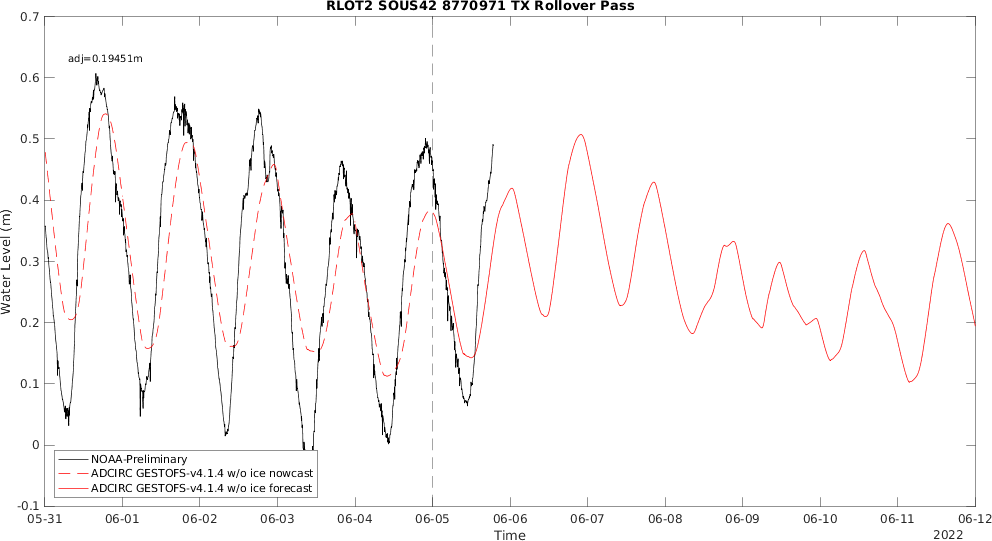 RLOT2 SOUS42 8770971 TX Rollover Pass
0.7
adj=0.19451m
0.6
0.5
0.4
0.3
0.2
0.1
0
-0.1
Water Level (m)
NOAA-Preliminary
ADCIRC GESTOFS-v4.1.4 w/o ice nowcast
ADCIRC GESTOFS-v4.1.4 w/o ice forecast
05-31 06-01 06-02 06-03 06-04 06-05 06-06 06-07 06-08 06-09 06-10 06-11 06-12
Time
2022